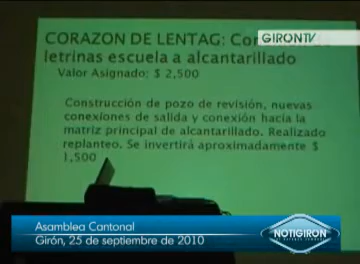 GIRONTV
CORAZON DE LENTAG:
letrinas escuela a alcantarillado
Valor Asignado: $ 2,500
Construcción de pozo de revisión, nuevas
conexiones de salida y conexión hacia la
matriz principal de alcantarillado. Realizado
replanteo. Se invertirá aproximadamente $
1,500
Asamblea Cantonal
Girón, 25 de septiembre de 2010
NOTIGIRON